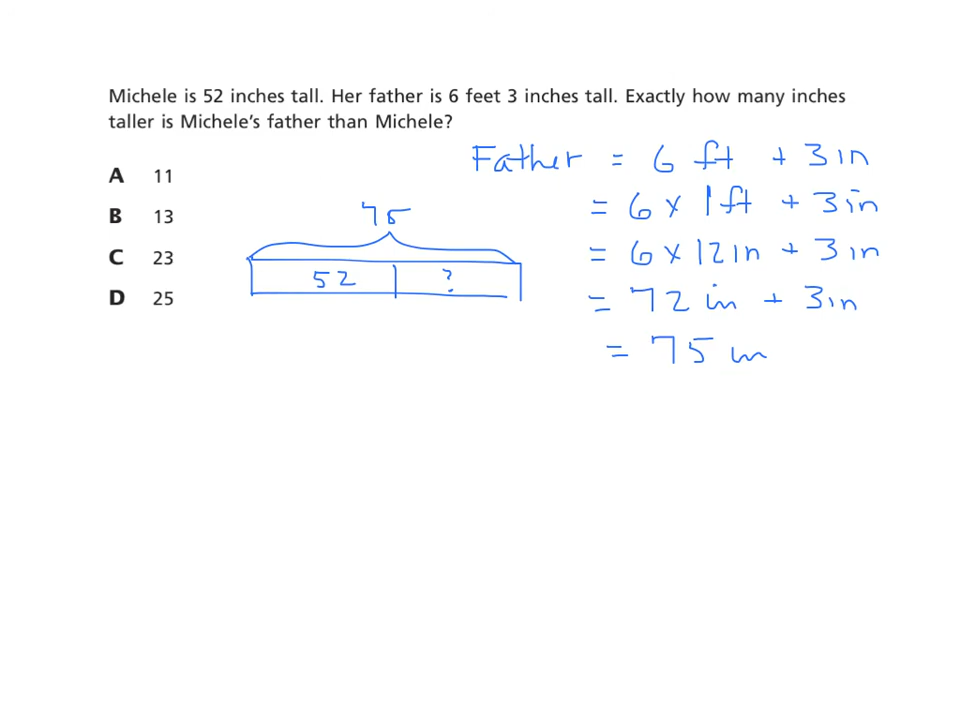 Michele is 52 inches tall. Her father is 6 feet 3 inches tall. Exactly how many inches
taller is Michele's father than Michele?
A 11
B 13
C 23
D 25
75
52 ?
Father = 6 ft + 3 in
= 6 x 1 ft + 3 in
= 6 x 12 in + 3 in
= 72 in + 3 in
= 75 in